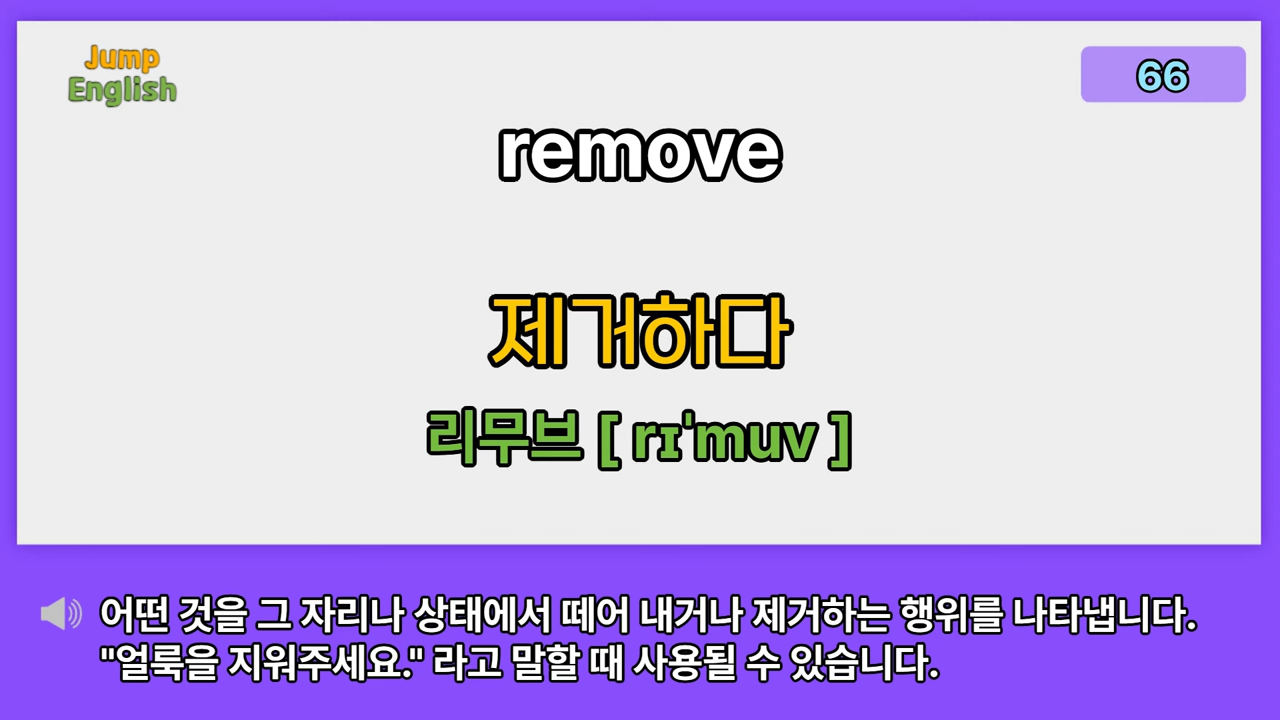 Jump
English
66
remove
제거하다
리무브 [ rɪˈmuv ]
어떤 것을 그 자리나 상태에서 떼어 내거나 제거하는 행위를 나타냅니다.
"얼룩을 지워주세요." 라고 말할 때 사용될 수 있습니다.